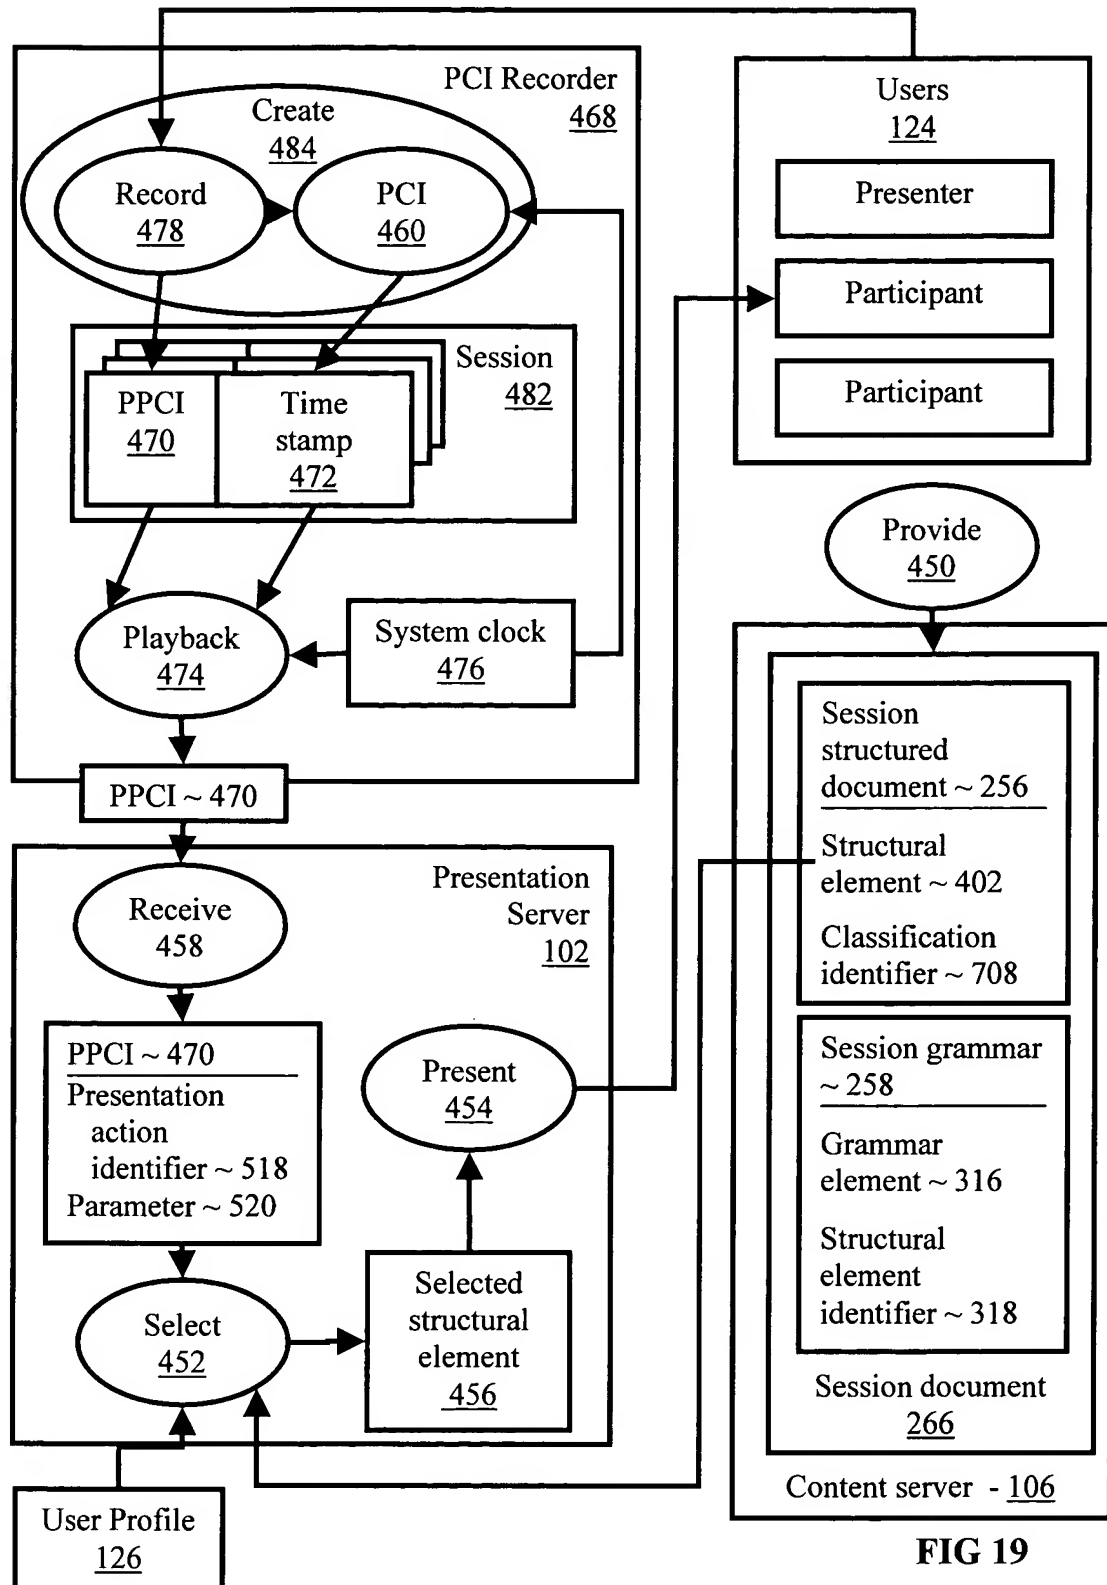 PCI Recorder
468
Create
484
Record
478
PCI
460
Session
482
PPCI
470
Time
stamp
472
Playback
474
System clock
476
PPCI ~ 470
Users
124
Presenter
Participant
Participant
Provide
450
Presentation
Server
102
Receive
458
PPCI ~ 470
Presentation
action
identifier ~ 518
Parameter ~ 520
Present
454
Select
452
Selected
structural
element
456
User Profile
126
Session
structured
document ~ 256
Structural
element ~ 402
Classification
identifier ~ 708
Session grammar
~ 258
Grammar
element ~ 316
Structural
element
identifier ~ 318
Session document
266
Content server - 106
FIG 19